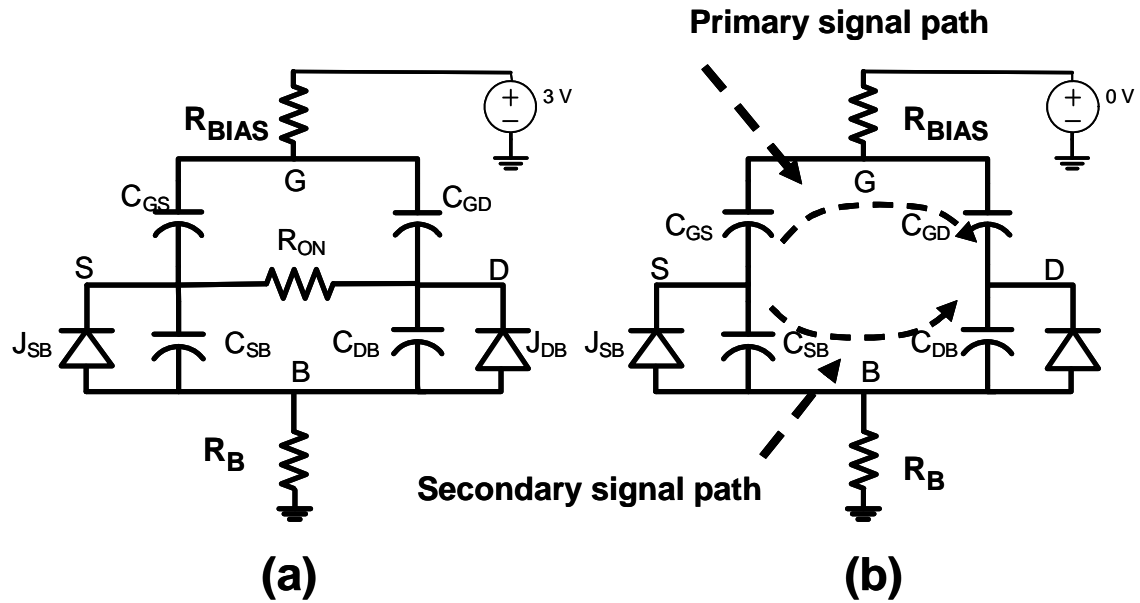 Primary signal path
3 V
R_BIAS
G
C_GS
C_GD
R_ON
S
D
J_SB
C_SB
C_DB
J_DB
B
R_B
(a)
0 V
R_BIAS
G
C_GS
C_GD
S
D
J_SB
C_SB
C_DB
B
R_B
Secondary signal path
(b)